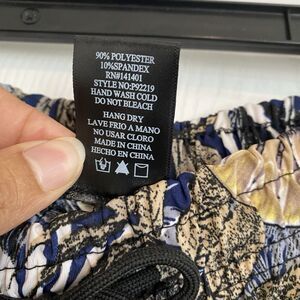 90% POLYESTER
10%SPANDEX
RN#141401
STYLE NO:P92219
HAND WASH COLD
DO NOT BLEACH
HANG DRY
LAVE FRIO A MANO
NO USAR CLORO
MADE IN CHINA
HECHO EN CHINA